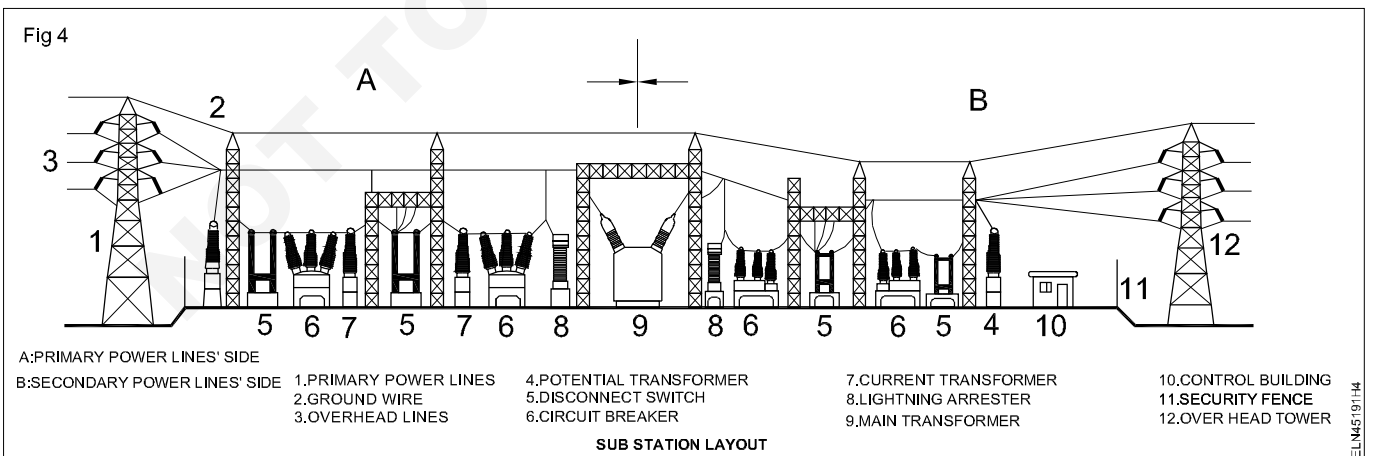 Fig 4
NOT TO
A
B
2
3
1
12
11
5 6 7 5 7 6 8 9 8 6 5 6 5 4 10
A:PRIMARY POWER LINES' SIDE
B:SECONDARY POWER LINES' SIDE
1.PRIMARY POWER LINES
2.GROUND WIRE
3.OVERHEAD LINES
4.POTENTIAL TRANSFORMER
5.DISCONNECT SWITCH
6.CIRCUIT BREAKER
7.CURRENT TRANSFORMER
8.LIGHTNING ARRESTER
9.MAIN TRANSFORMER
10.CONTROL BUILDING
11.SECURITY FENCE
12.OVER HEAD TOWER
SUB STATION LAYOUT
ELN45191H4